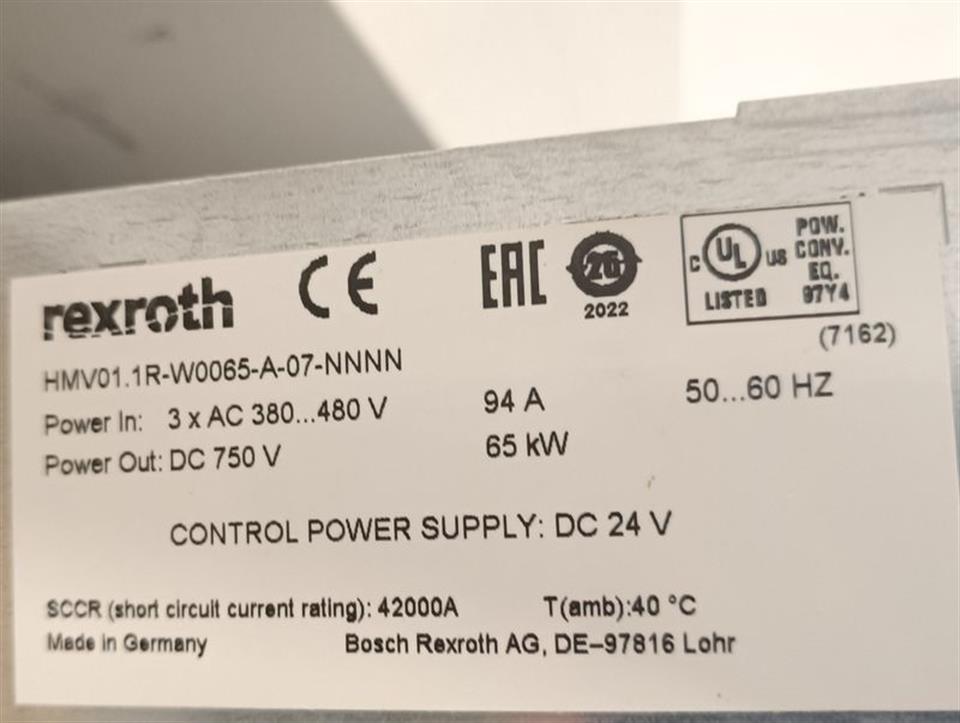 rexroth CE EAC 26 2022
C UL US LISTED POW. CONV. EQ. 97Y4
(7162)
HMV01.1R-W0065-A-07-NNNN
Power In: 3 x AC 380...480 V 94 A 50...60 HZ
Power Out: DC 750 V 65 kW
CONTROL POWER SUPPLY: DC 24 V
SCCR (short circuit current rating): 42000A T(amb):40 °C
Made in Germany Bosch Rexroth AG, DE–97816 Lohr